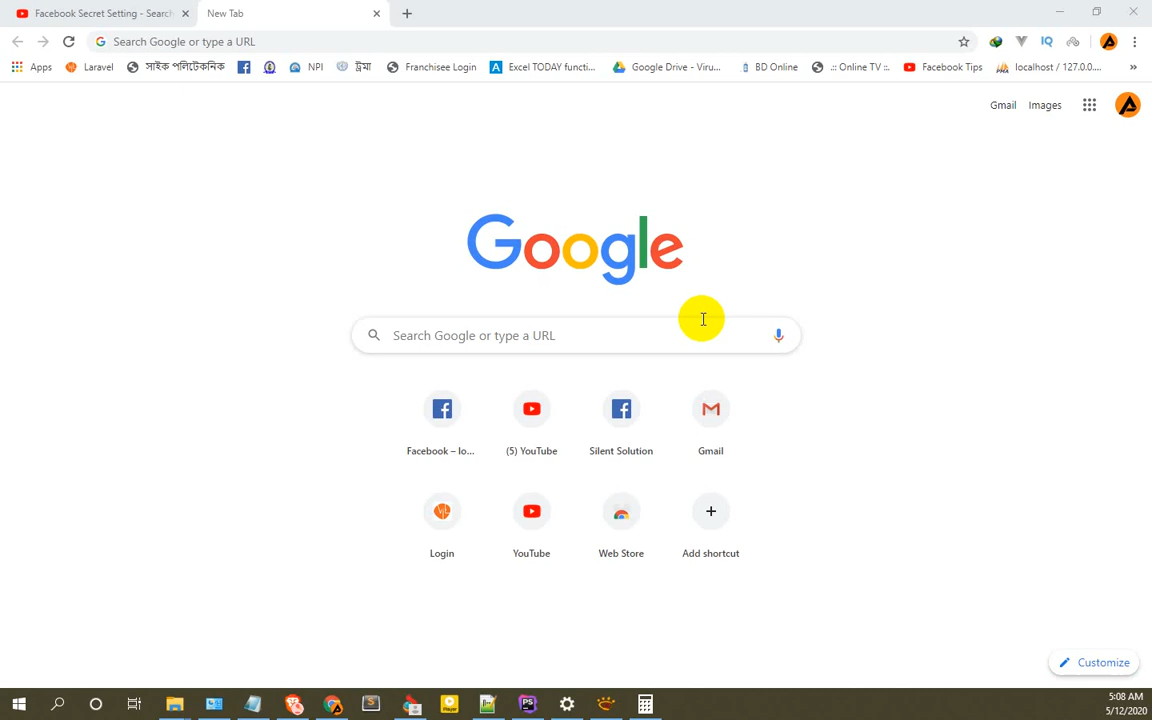 Facebook Secret Setting - Search
New Tab
Search Google or type a URL
Apps
Laravel
সাইক পলিটেকনিক
NPI
ট্রমা
Franchisee Login
Excel TODAY functi...
Google Drive - Viru...
BD Online
.:: Online TV ::.
Facebook Tips
localhost / 127.0.0....
Gmail
Images
Google
Search Google or type a URL
Facebook – lo...
(5) YouTube
Silent Solution
Gmail
Login
YouTube
Web Store
Add shortcut
Customize
5:08 AM
5/12/2020